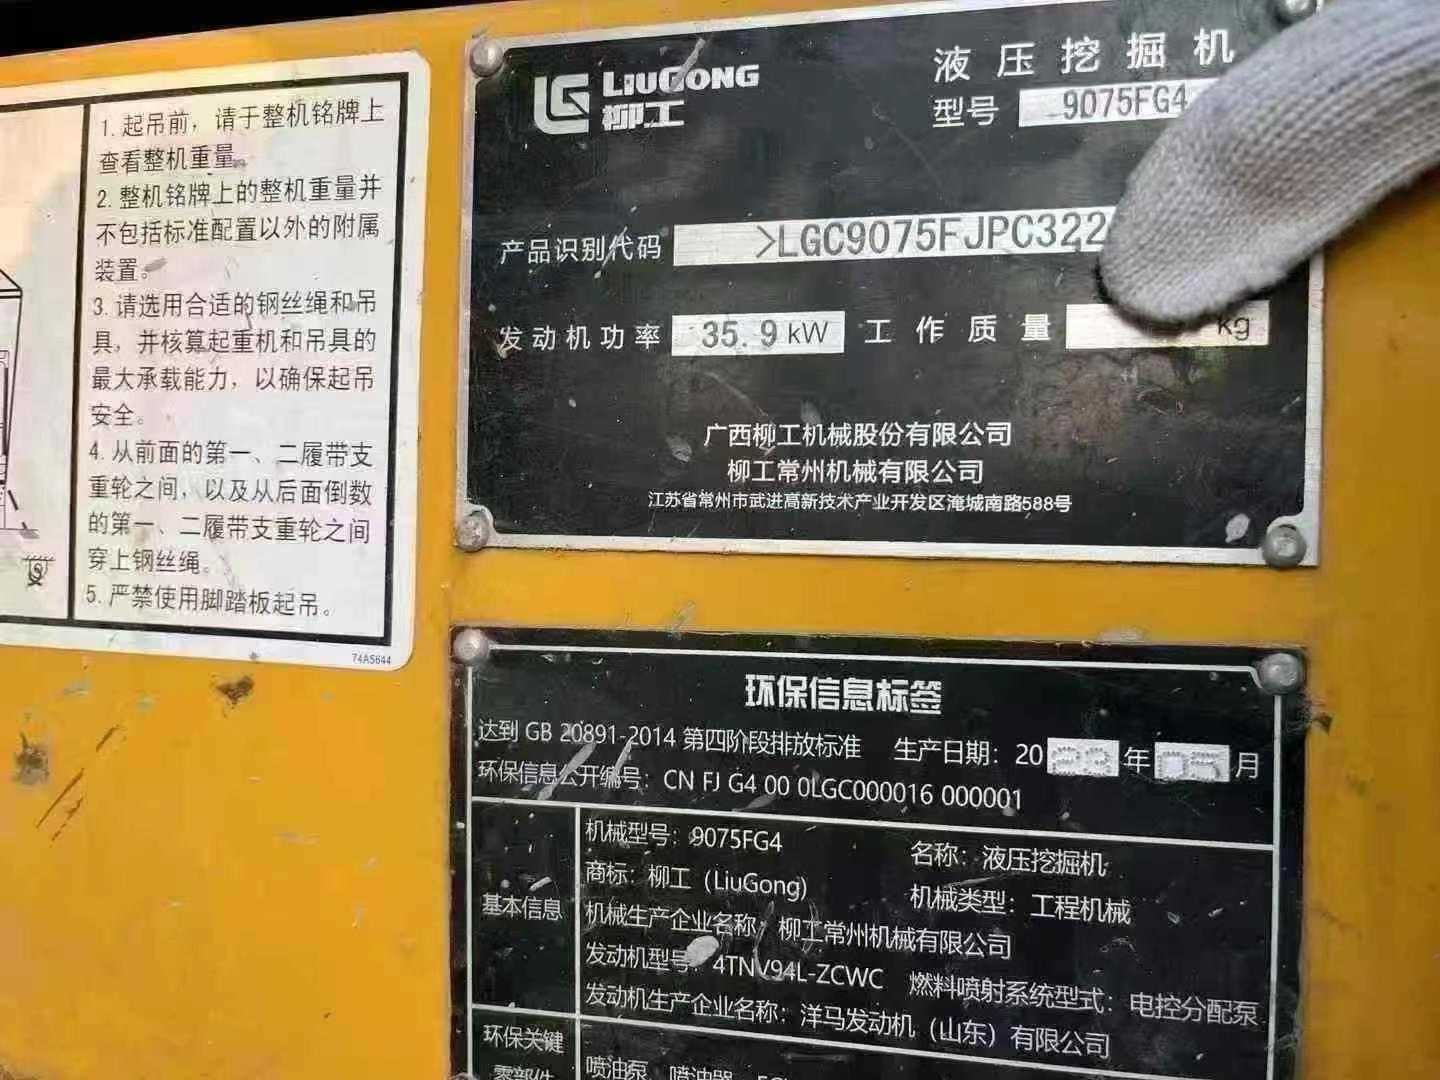 1. 起吊前，请于整机铭牌上
查看整机重量。
2. 整机铭牌上的整机重量并
不包括标准配置以外的附属
装置。
3. 请选用合适的钢丝绳和吊
具，并核算起重机和吊具的
最大承载能力，以确保起吊
安全。
4. 从前面的第一、二履带支
重轮之间，以及从后面倒数
的第一、二履带支重轮之间
穿上钢丝绳。
5. 严禁使用脚踏板起吊。
74A5644
LG LIUGONG
柳工
液压挖掘机
型号 9075FG4
产品识别代码 >LGC9075FJPC322
发动机功率 35.9 kW 工作质量 kg
广西柳工机械股份有限公司
柳工常州机械有限公司
江苏省常州市武进高新技术产业开发区淹城南路588号
环保信息标签
达到 GB 20891-2014 第四阶段排放标准 生产日期：2023年05月
环保信息公开编号：CN FJ G4 00 0LGC000016 000001
基本信息
机械型号：9075FG4 名称：液压挖掘机
商标：柳工（LiuGong） 机械类型：工程机械
机械生产企业名称：柳工常州机械有限公司
发动机型号：4TNV94L-ZCWC 燃料喷射系统型式：电控分配泵
发动机生产企业名称：洋马发动机（山东）有限公司
环保关键
零部件
喷油泵、喷油器、